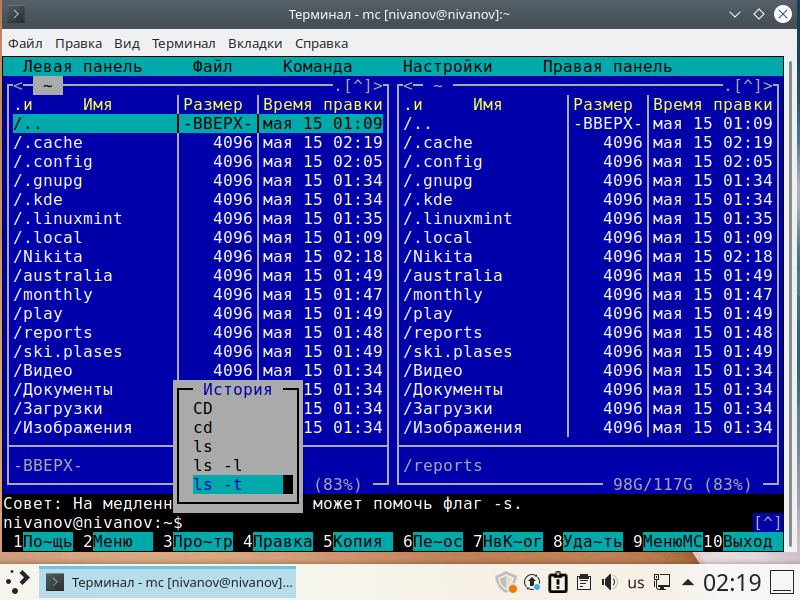 Терминал - mc [nivanov@nivanov]:~
Файл Правка Вид Терминал Вкладки Справка
Левая панель Файл Команда Настройки Правая панель
<─ ~ .[^]> <─ ~ .[^]>
.и Имя Размер Время правки .и Имя Размер Время правки
/.. -ВВЕРХ- мая 15 01:09 /.. -ВВЕРХ- мая 15 01:09
/.cache 4096 мая 15 02:19 /.cache 4096 мая 15 02:19
/.config 4096 мая 15 02:05 /.config 4096 мая 15 02:05
/.gnupg 4096 мая 15 01:34 /.gnupg 4096 мая 15 01:34
/.kde 4096 мая 15 01:34 /.kde 4096 мая 15 01:34
/.linuxmint 4096 мая 15 01:35 /.linuxmint 4096 мая 15 01:35
/.local 4096 мая 15 01:09 /.local 4096 мая 15 01:09
/Nikita 4096 мая 15 02:18 /Nikita 4096 мая 15 02:18
/australia 4096 мая 15 01:49 /australia 4096 мая 15 01:49
/monthly 4096 мая 15 01:47 /monthly 4096 мая 15 01:47
/play 4096 мая 15 01:49 /play 4096 мая 15 01:49
/reports 4096 мая 15 01:48 /reports 4096 мая 15 01:48
/ski.plases 4096 мая 15 01:49 /ski.plases 4096 мая 15 01:49
/Видео 4096 мая 15 01:34 /Видео 4096 мая 15 01:34
/Документы 15 01:34 /Документы 4096 мая 15 01:34
/Загрузки 15 01:34 /Загрузки 4096 мая 15 01:34
/Изображения 15 01:34 /Изображения 4096 мая 15 01:34
История
CD
cd
ls
ls -l
ls -t
-ВВЕРХ- /reports
(83%) 98G/117G (83%)
Совет: На медленн может помочь флаг -s.
nivanov@nivanov:~$ [^]
1По~щь 2Меню 3Про~тр 4Правка 5Копия 6Пе~ос 7НвК~ог 8Уда~ть 9МенюMC 10Выход
Терминал - mc [nivanov@nivanov]... us 02:19